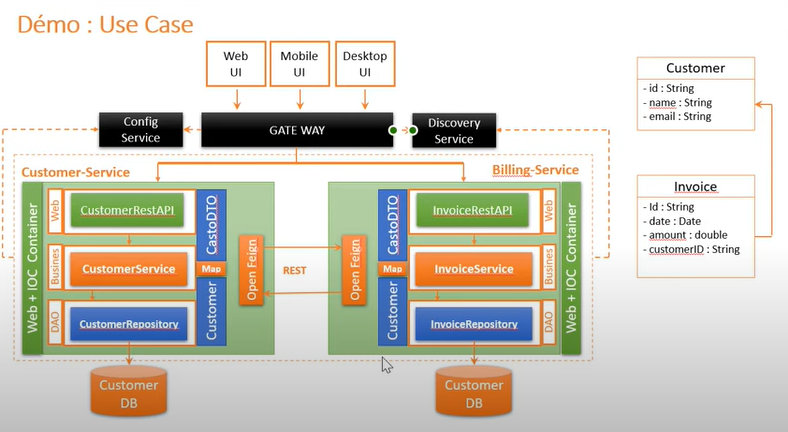 Démo : Use Case
Web
UI
Mobile
UI
Desktop
UI
Config
Service
GATE WAY
Discovery
Service
Customer
- id : String
- name : String
- email : String
Invoice
- Id : String
- date : Date
- amount : double
- customerID : String
Customer-Service
Billing-Service
Web + IOC Container
Web
CustomerRestAPI
Busines
CustomerService
DAO
CustomerRepository
CastoDTO
Map
Customer
Open Feign
REST
Open Feign
CastoDTO
Map
Customer
InvoiceRestAPI
Web
InvoiceService
Busines
InvoiceRepository
DAO
Web + IOC Container
Customer
DB
Customer
DB